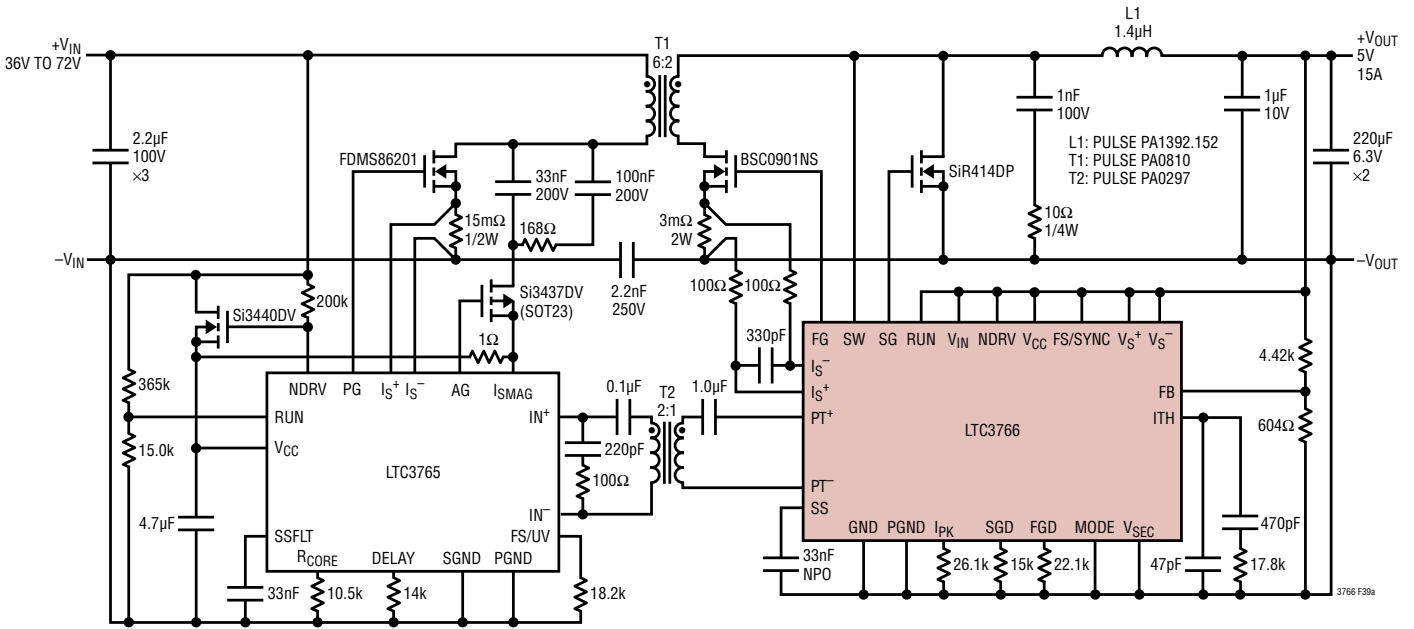 L1
1.4µH
+VIN
36V TO 72V
T1
6:2
+VOUT
5V
15A
2.2µF
100V
×3
FDMS86201
33nF
200V
100nF
200V
BSC0901NS
SiR414DP
1nF
100V
L1: PULSE PA1392.152
T1: PULSE PA0810
T2: PULSE PA0297
1µF
10V
220µF
6.3V
×2
15mΩ
1/2W
168Ω
3mΩ
2W
10Ω
1/4W
–VIN
–VOUT
Si3440DV
200k
Si3437DV
(SOT23)
2.2nF
250V
100Ω
100Ω
1Ω
330pF
365k
15.0k
NDRV
PG
IS+
IS–
AG
ISMAG
RUN
VCC
LTC3765
IN+
IN–
FS/UV
SSFLT
RCORE
DELAY
SGND
PGND
4.7µF
33nF
10.5k
14k
18.2k
220pF
100Ω
0.1µF
T2
2:1
1.0µF
FG
SW
SG
RUN
VIN
NDRV
VCC
FS/SYNC
VS+
VS–
IS–
IS+
PT+
PT–
SS
LTC3766
FB
ITH
GND
PGND
IPK
SGD
FGD
MODE
VSEC
4.42k
604Ω
33nF
NPO
26.1k
15k
22.1k
47pF
470pF
17.8k
3766 F39a